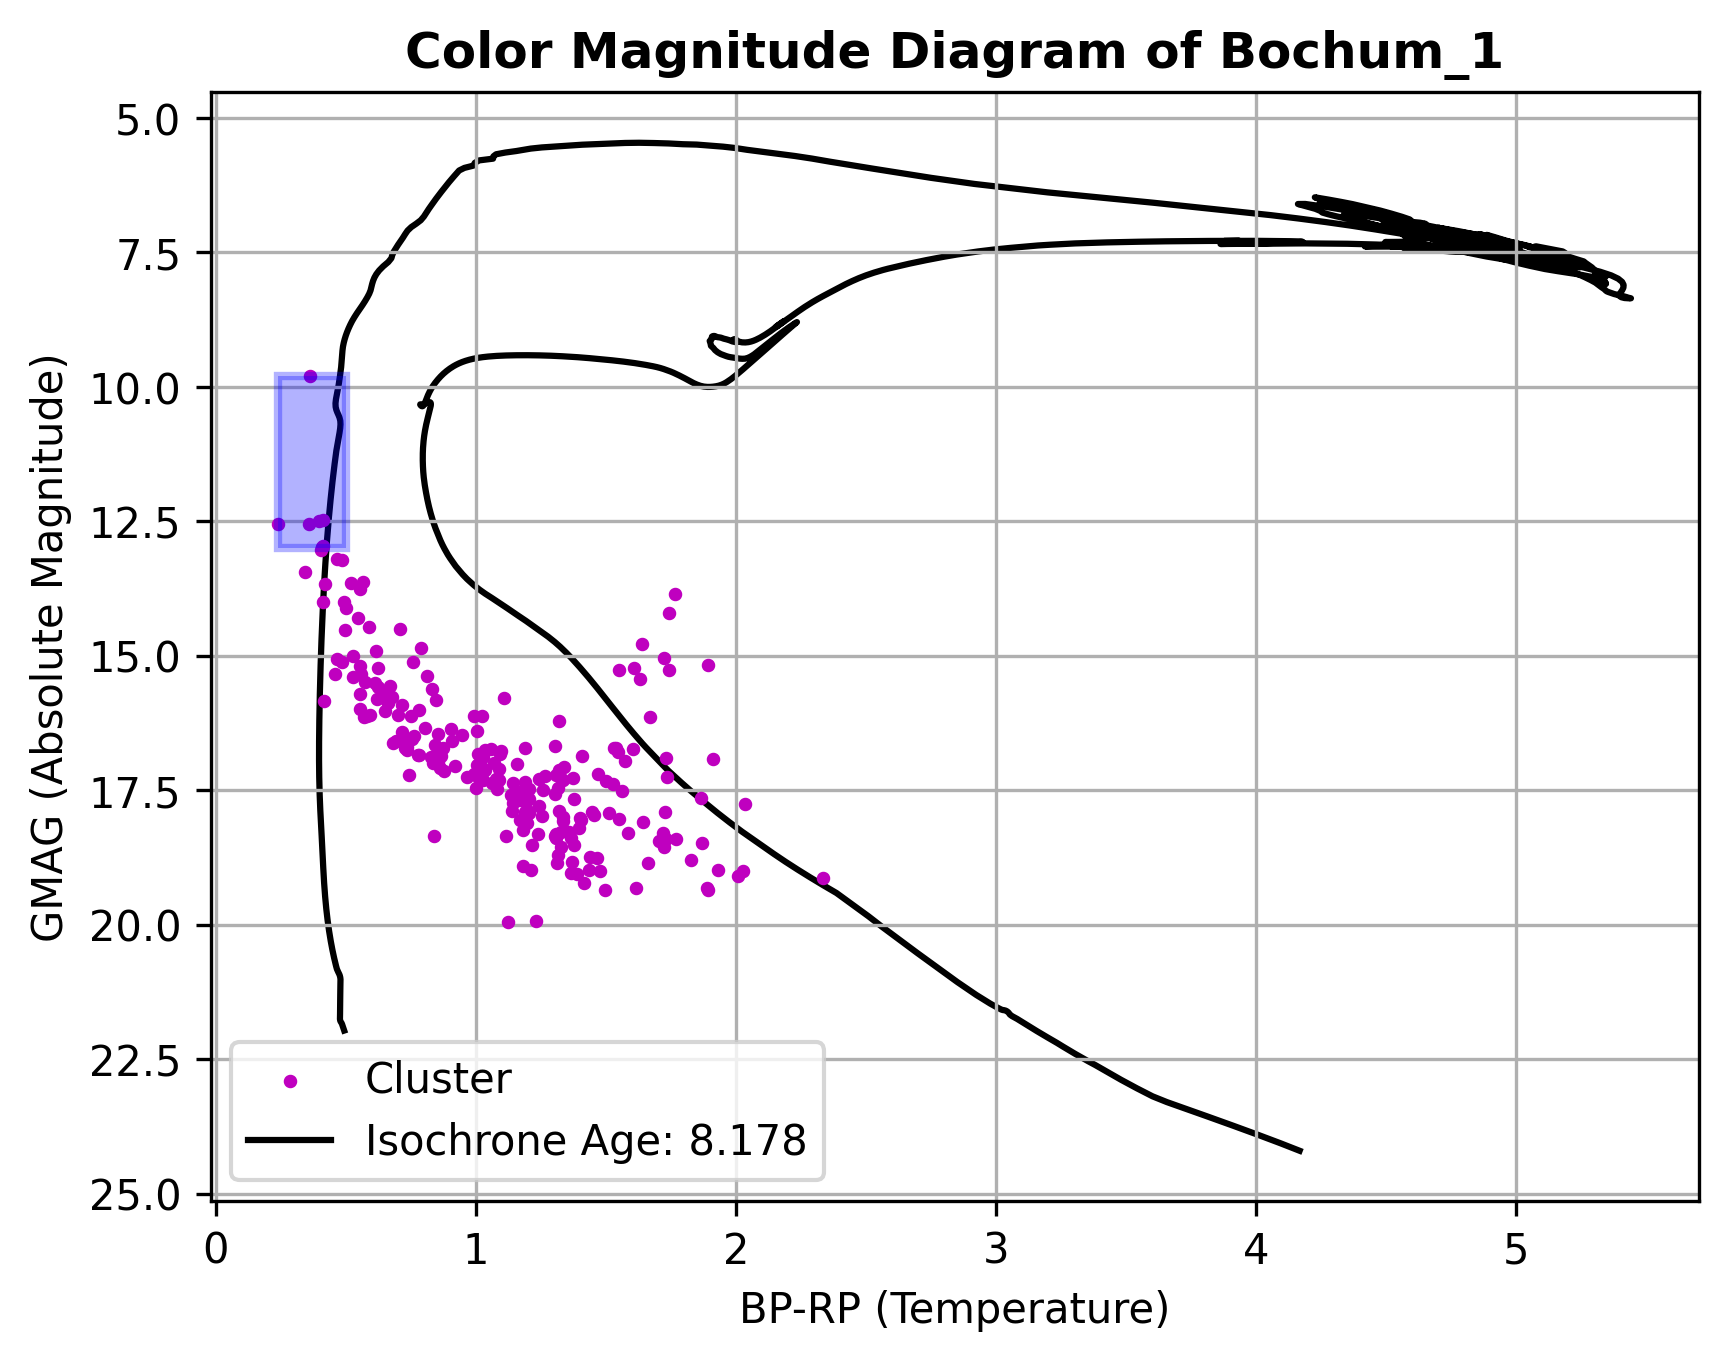 Color Magnitude Diagram of Bochum_1
GMAG (Absolute Magnitude)
5.0
7.5
10.0
12.5
15.0
17.5
20.0
22.5
25.0
Cluster
Isochrone Age: 8.178
0 1 2 3 4 5
BP-RP (Temperature)